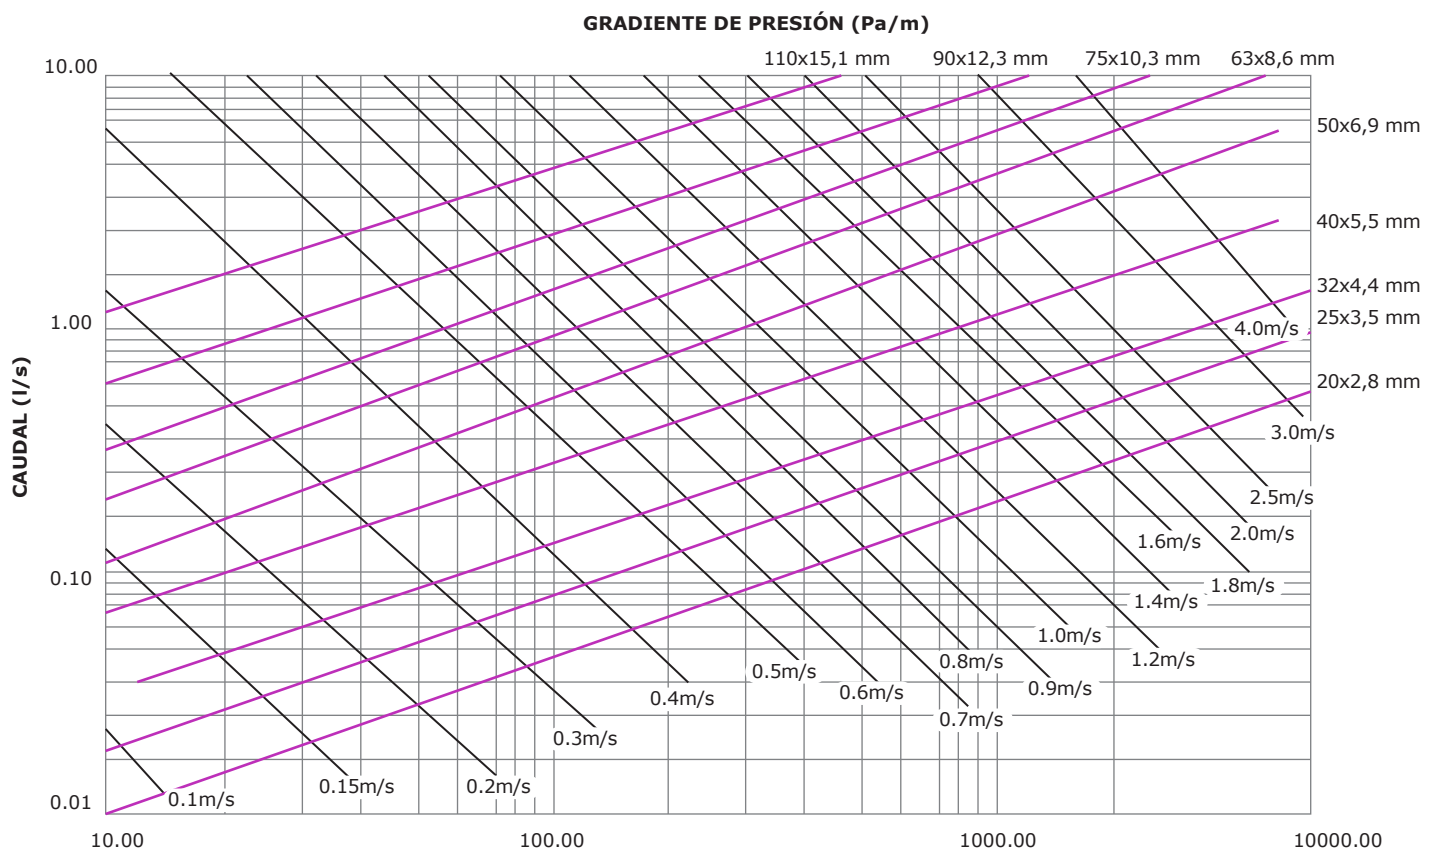 GRADIENTE DE PRESIÓN (Pa/m)
110x15,1 mm
90x12,3 mm
75x10,3 mm
63x8,6 mm
10.00
50x6,9 mm
40x5,5 mm
32x4,4 mm
25x3,5 mm
1.00
4.0m/s
20x2,8 mm
CAUDAL (l/s)
3.0m/s
2.5m/s
2.0m/s
1.6m/s
0.10
1.8m/s
1.4m/s
1.0m/s
1.2m/s
0.8m/s
0.5m/s
0.9m/s
0.6m/s
0.4m/s
0.7m/s
0.3m/s
0.15m/s
0.2m/s
0.1m/s
0.01
10.00
100.00
1000.00
10000.00